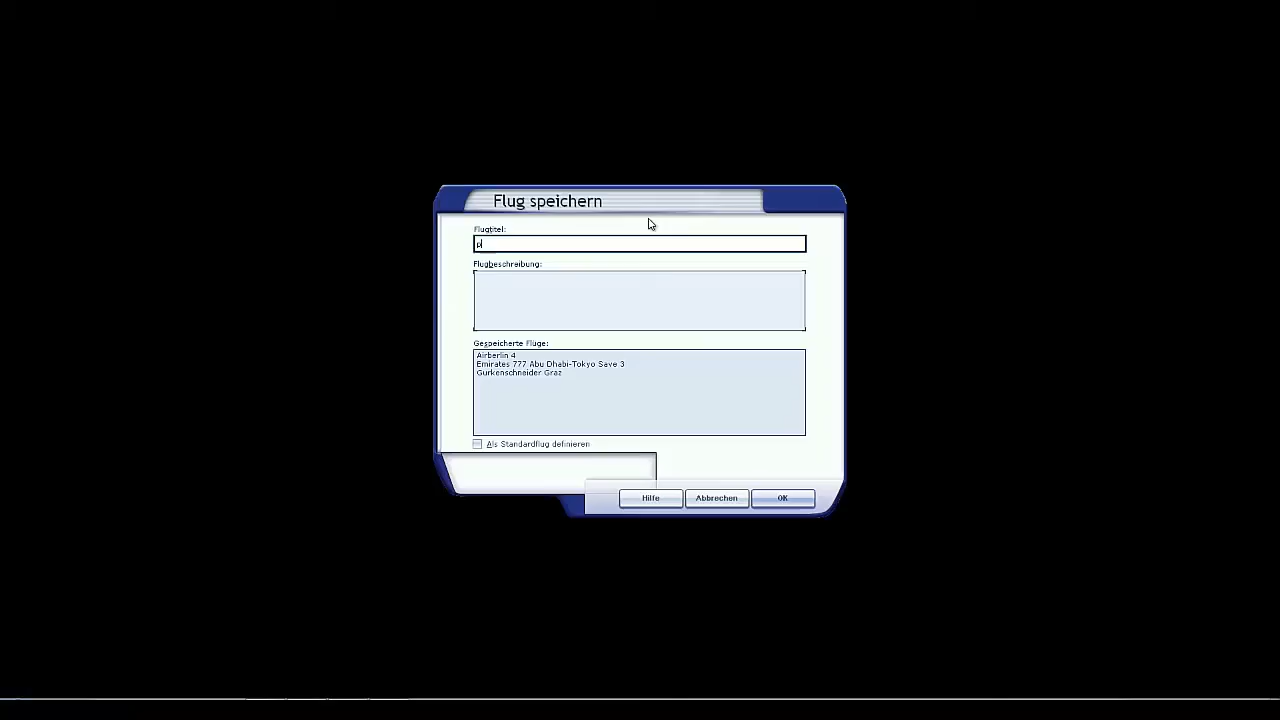 Flug speichern
Flugtitel:
p
Flugbeschreibung:
Gespeicherte Flüge:
Airberlin 4
Emirates 777 Abu Dhabi-Tokyo Save 3
Gurkenschneider Graz
Als Standardflug definieren
Hilfe
Abbrechen
OK